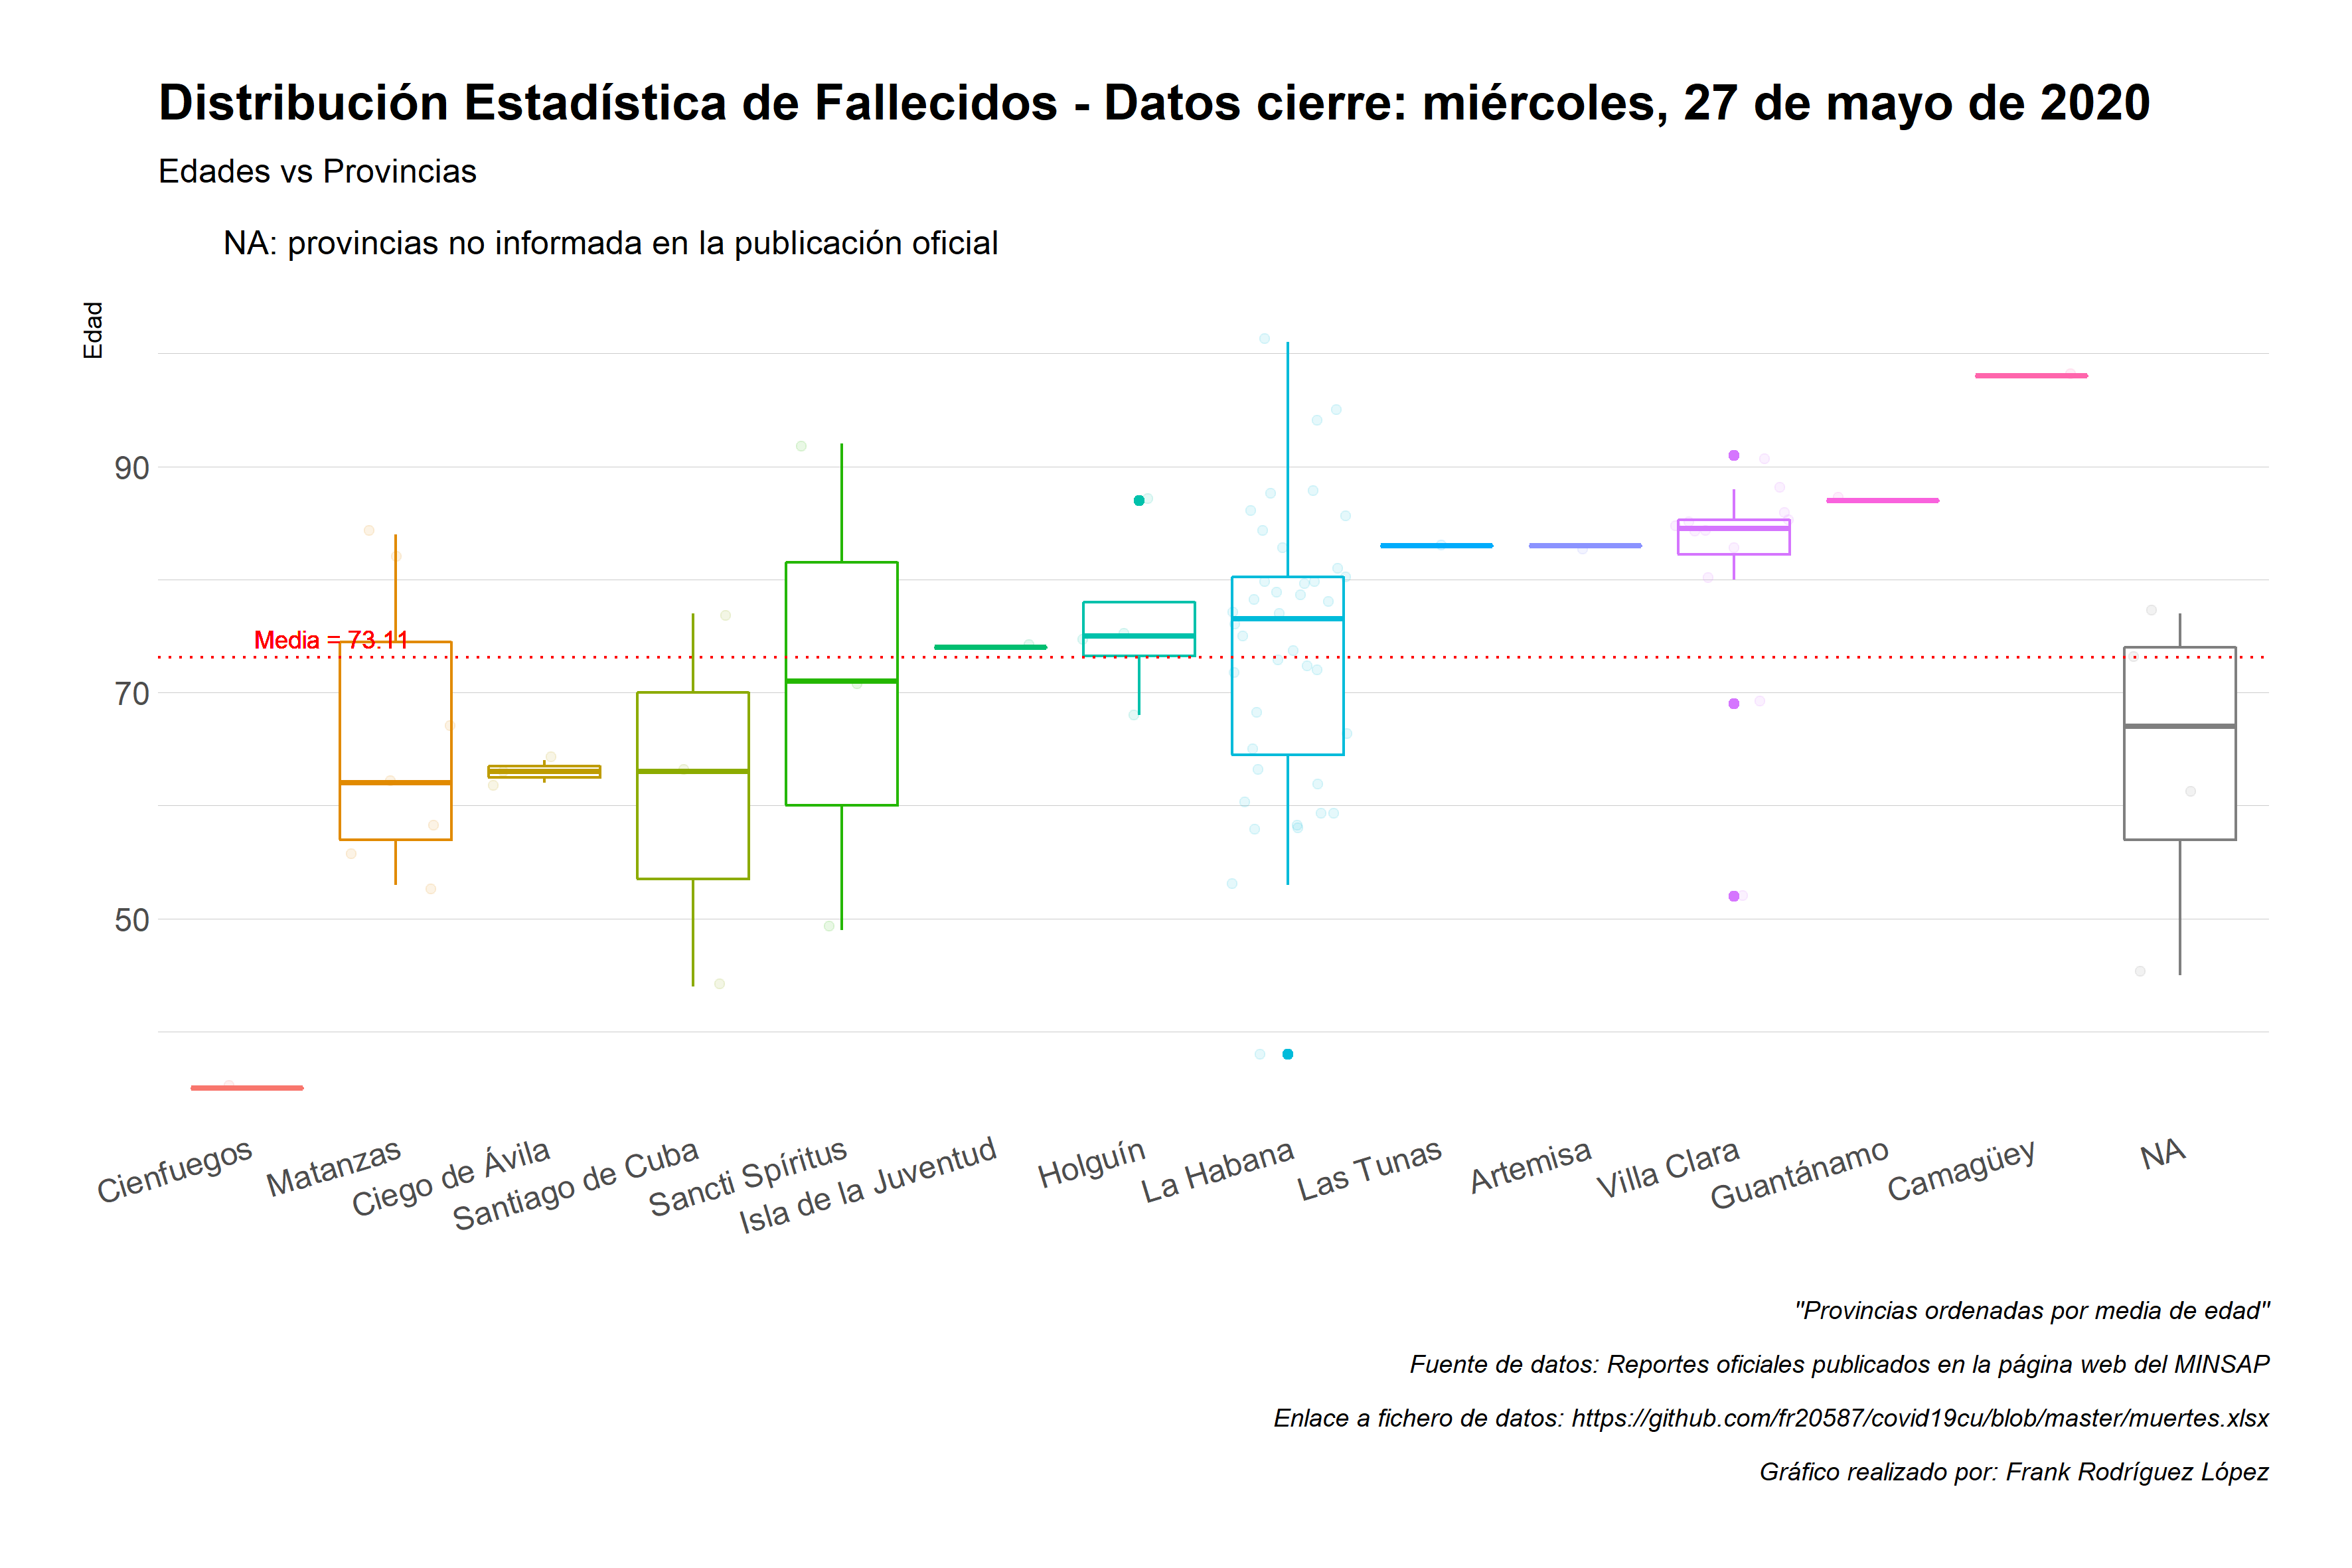 Distribución Estadística de Fallecidos - Datos cierre: miércoles, 27 de mayo de 2020
Edades vs Provincias
NA: provincias no informada en la publicación oficial
Edad
90
70
50
Media = 73.11
Cienfuegos
Matanzas
Ciego de Ávila
Santiago de Cuba
Sancti Spíritus
Isla de la Juventud
Holguín
La Habana
Las Tunas
Artemisa
Villa Clara
Guantánamo
Camagüey
NA
"Provincias ordenadas por media de edad"
Fuente de datos: Reportes oficiales publicados en la página web del MINSAP
Enlace a fichero de datos: https://github.com/fr20587/covid19cu/blob/master/muertes.xlsx
Gráfico realizado por: Frank Rodríguez López